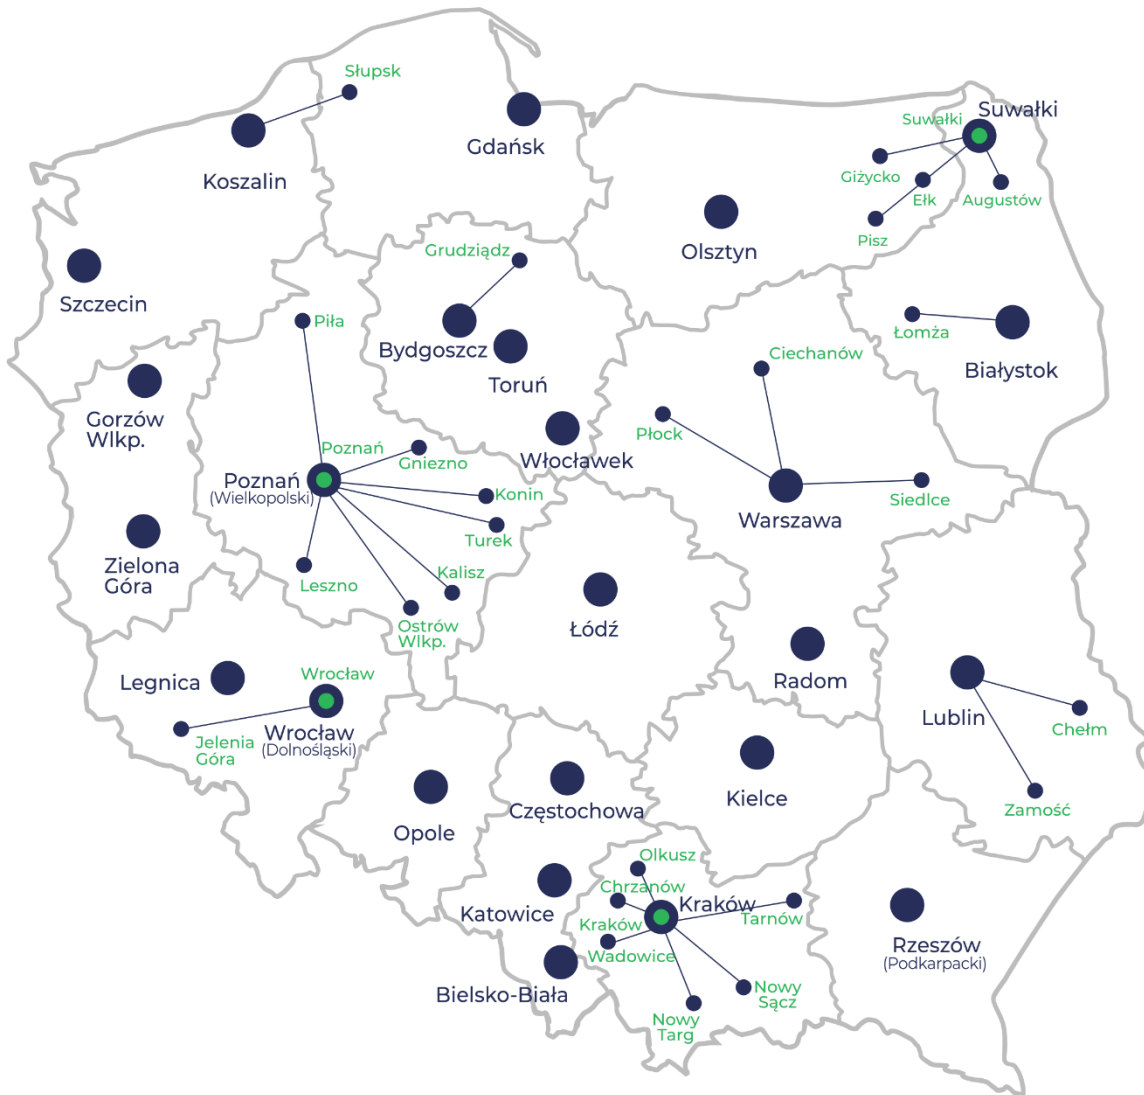 Słupsk
Koszalin
Gdańsk
Suwałki
Suwałki
Giżycko
Ełk
Augustów
Pisz
Olsztyn
Szczecin
Grudziądz
Bydgoszcz
Toruń
Włocławek
Piła
Łomża
Białystok
Ciechanów
Płock
Warszawa
Siedlce
Gorzów
Wlkp.
Poznań
Poznań
(Wielkopolski)
Gniezno
Konin
Turek
Kalisz
Ostrów
Wlkp.
Leszno
Zielona
Góra
Łódź
Radom
Legnica
Wrocław
Wrocław
(Dolnośląski)
Jelenia
Góra
Lublin
Chełm
Zamość
Opole
Częstochowa
Kielce
Katowice
Bielsko-Biała
Olkusz
Chrzanów
Kraków
Kraków
Tarnów
Wadowice
Nowy
Sącz
Nowy
Targ
Rzeszów
(Podkarpacki)